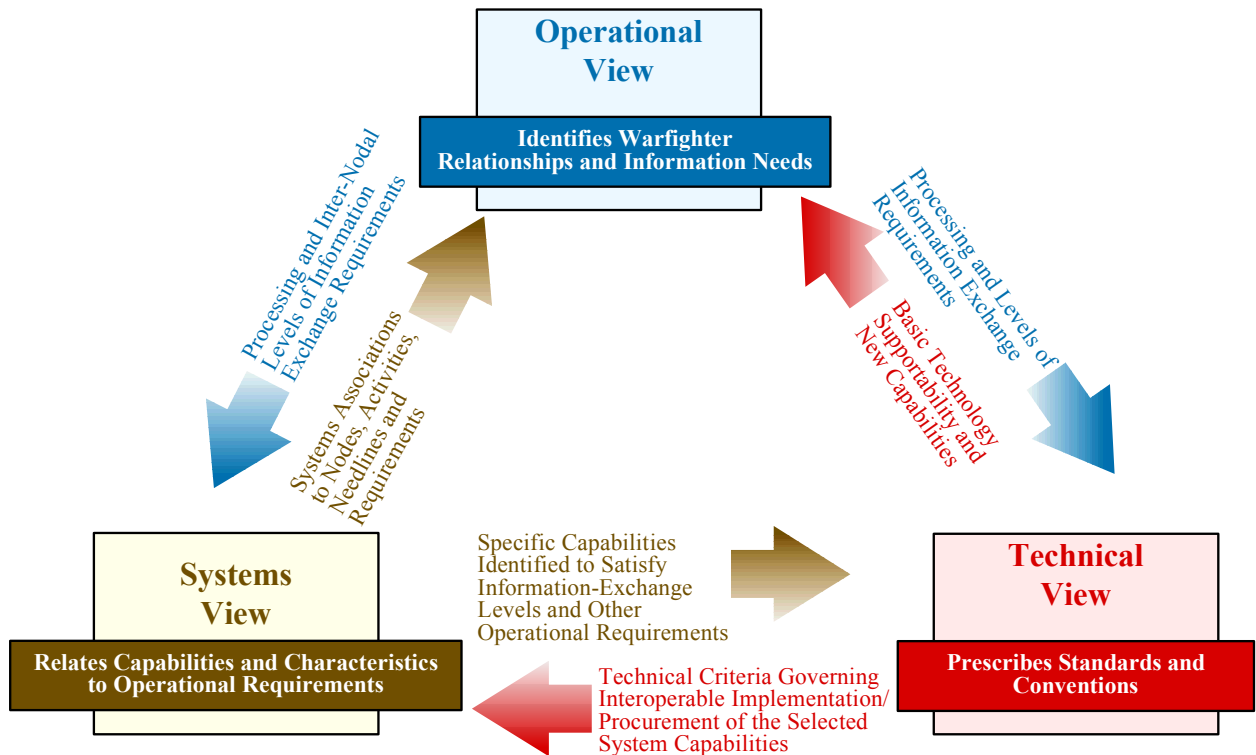 Operational
View
Identifies Warfighter
Relationships and Information Needs
Processing and Inter-Nodal
Levels of Information
Exchange Requirements
Systems Associations
to Nodes, Activities,
Needlines and
Requirements
Processing and Levels of
Information Exchange
Requirements
Basic Technology
Supportability and
New Capabilities
Systems
View
Relates Capabilities and Characteristics
to Operational Requirements
Specific Capabilities
Identified to Satisfy
Information-Exchange
Levels and Other
Operational Requirements
Technical Criteria Governing
Interoperable Implementation/
Procurement of the Selected
System Capabilities
Technical
View
Prescribes Standards and
Conventions